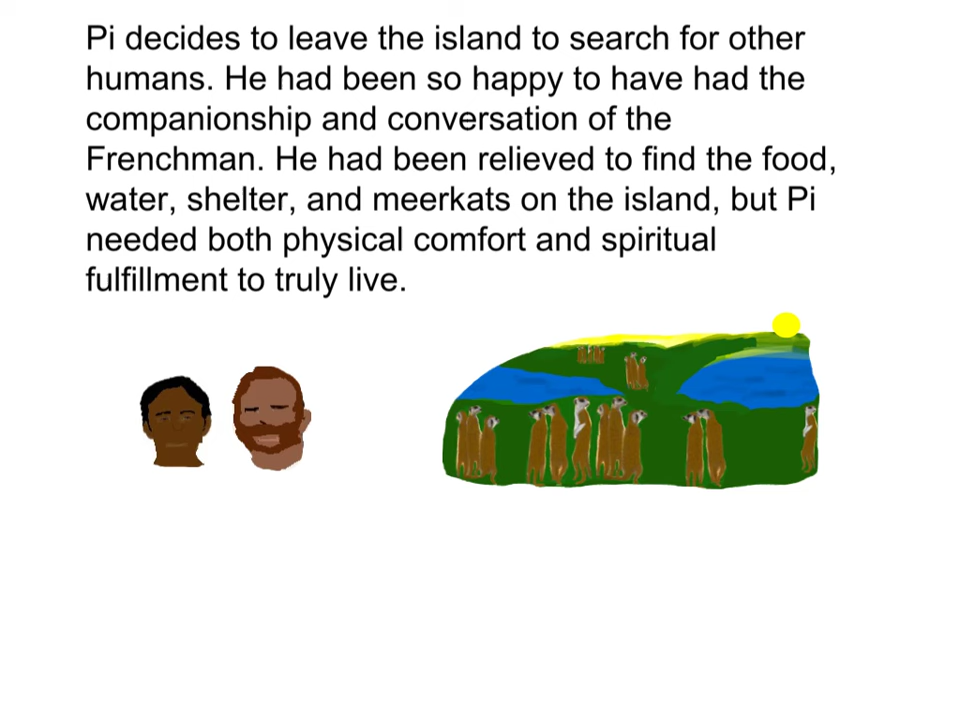 Pi decides to leave the island to search for other
humans. He had been so happy to have had the
companionship and conversation of the
Frenchman. He had been relieved to find the food,
water, shelter, and meerkats on the island, but Pi
needed both physical comfort and spiritual
fulfillment to truly live.